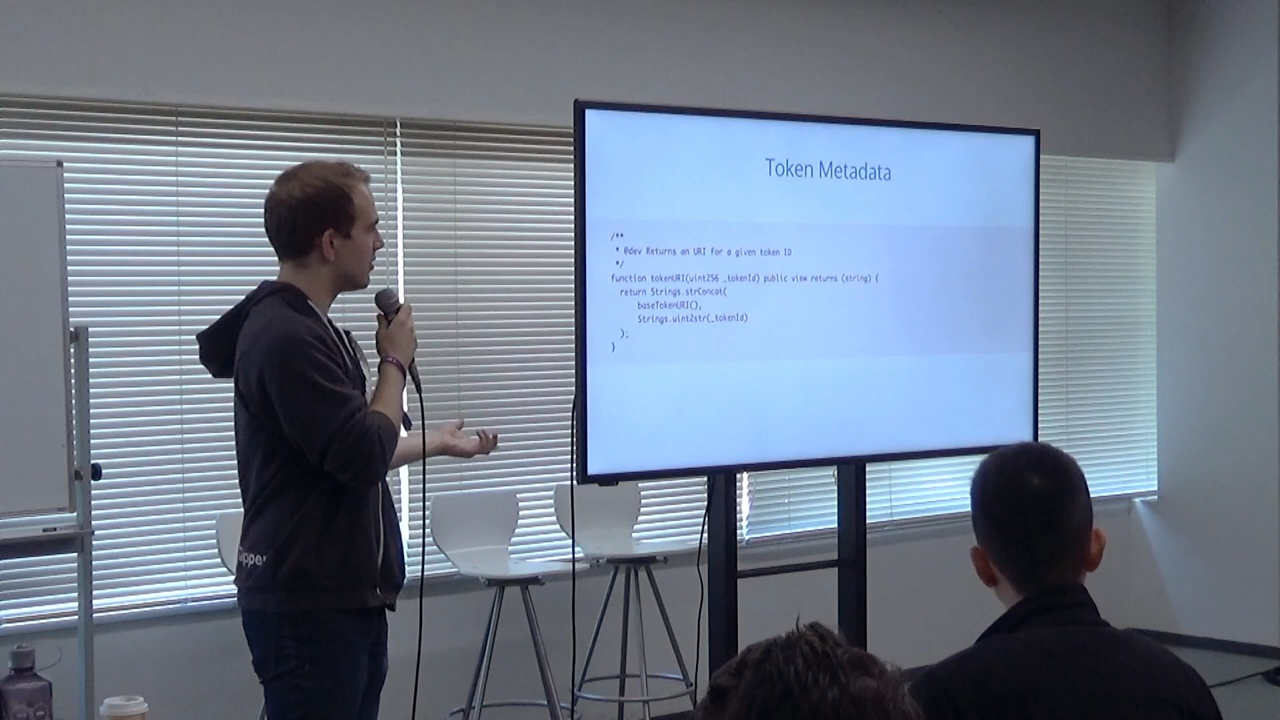 Token Metadata
/**
* @dev Returns an URI for a given token ID
*/
function tokenURI(uint256 _tokenId) public view returns (string) {
return Strings.strConcat(
baseTokenURI(),
Strings.uint2str(_tokenId)
);
}